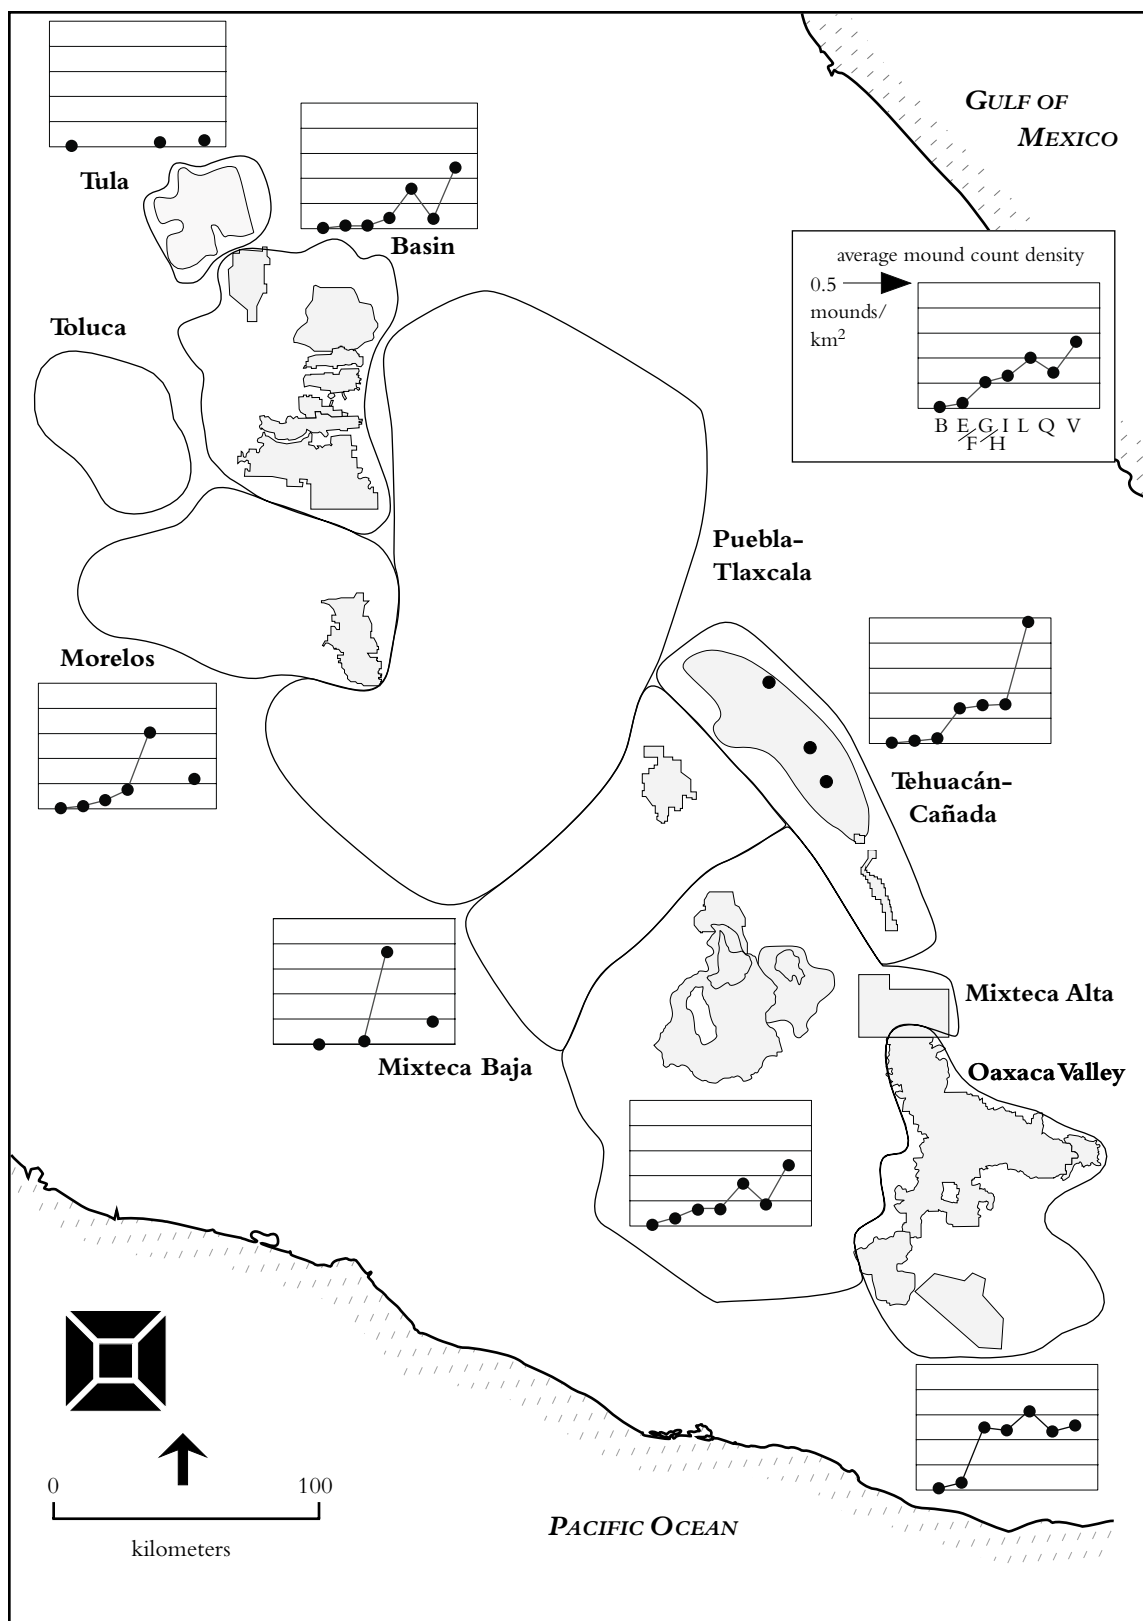 GULF OF
MEXICO
Tula
Basin
average mound count density
0.5
mounds/
km²
B E G I L Q V
F H
Toluca
Puebla-
Tlaxcala
Morelos
Tehuacán-
Cañada
Mixteca Alta
Mixteca Baja
Oaxaca Valley
0 100
kilometers
PACIFIC OCEAN